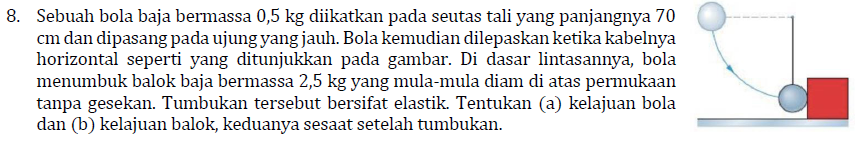 8. Sebuah bola baja bermassa 0,5 kg diikatkan pada seutas tali yang panjangnya 70
cm dan dipasang pada ujung yang jauh. Bola kemudian dilepaskan ketika kabelnya
horizontal seperti yang ditunjukkan pada gambar. Di dasar lintasannya, bola
menumbuk balok baja bermassa 2,5 kg yang mula-mula diam di atas permukaan
tanpa gesekan. Tumbukan tersebut bersifat elastik. Tentukan (a) kelajuan bola
dan (b) kelajuan balok, keduanya sesaat setelah tumbukan.